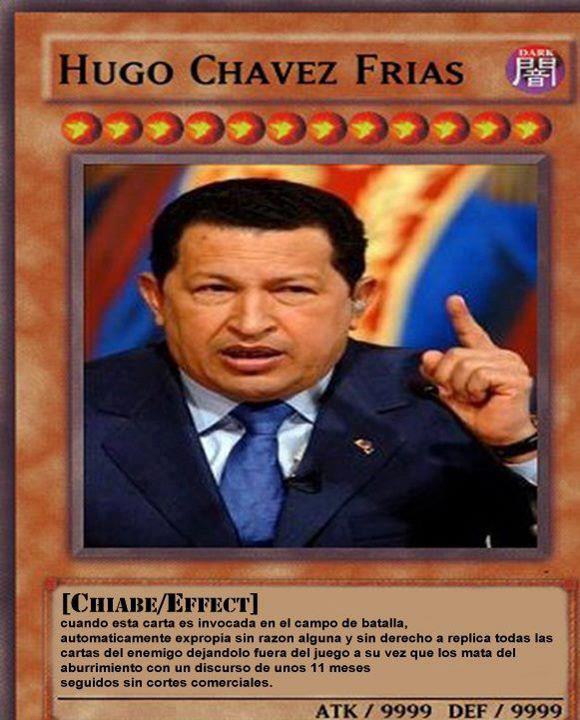 HUGO CHAVEZ FRIAS
DARK
闇
[CHIABE/EFFECT]
cuando esta carta es invocada en el campo de batalla,
automaticamente expropia sin razon alguna y sin derecho a replica todas las
cartas del enemigo dejandolo fuera del juego a su vez que los mata del
aburrimiento con un discurso de unos 11 meses
seguidos sin cortes comerciales.
ATK / 9999 DEF / 9999